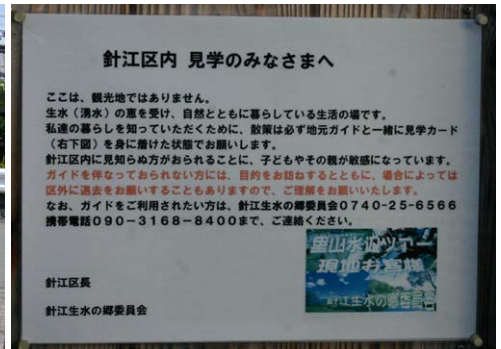 針江区内 見学のみなさまへ
ここは、観光地ではありません。
生水（湧水）の恵を受け、自然とともに暮らしている生活の場です。
私達の暮らしを知っていただくために、散策は必ず地元ガイドと一緒に見学カード
（右下図）を身に着けた状態でお願いします。
針江区内に見知らぬ方がおられることに、子どもやその親が敏感になっています。
ガイドを伴なっておられない方には、目的をお訪ねするとともに、場合によっては
区外に退去をお願いすることもありますので、ご理解をお願いいたします。
なお、ガイドをご利用されたい方は、針江生水の郷委員会0740-25-6566
携帯電話090-3168-8400まで、ご連絡ください。
里山水辺ツアー
現地お客様
針江生水の郷委員会
針江区長
針江生水の郷委員会